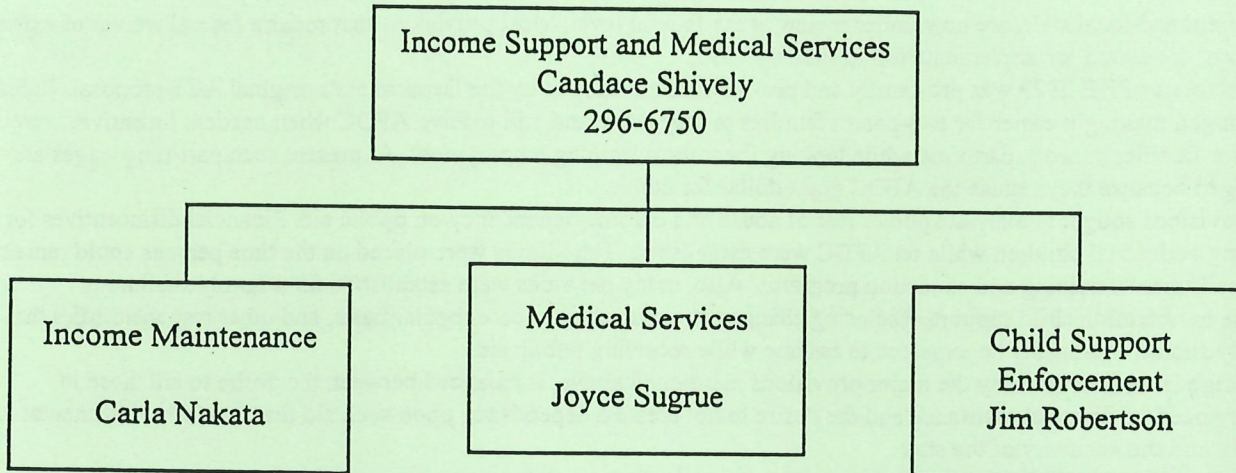 Income Support and Medical Services
Candace Shively
296-6750
Income Maintenance
Carla Nakata
Medical Services
Joyce Sugrue
Child Support
Enforcement
Jim Robertson